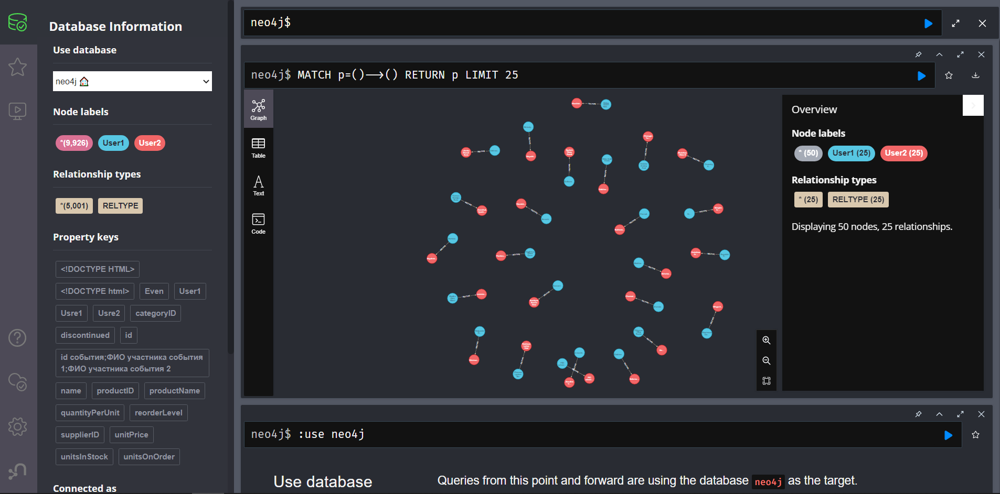 Database Information
Use database
neo4j
Node labels
*(9,926) User1 User2
Relationship types
*(5,001) RELTYPE
Property keys
<!DOCTYPE HTML>
<!DOCTYPE html> Even User1
Usre1 Usre2 categoryID
discontinued id
id события;ФИО участника события
1;ФИО участника события 2
name productID productName
quantityPerUnit reorderLevel
supplierID unitPrice
unitsInStock unitsOnOrder
Connected as
neo4j$
neo4j$ MATCH p=()-->() RETURN p LIMIT 25
Graph
Table
Text
Code
Overview
Node labels
* (50) User1 (25) User2 (25)
Relationship types
* (25) RELTYPE (25)
Displaying 50 nodes, 25 relationships.
neo4j$ :use neo4j
Use database
Queries from this point and forward are using the database neo4j as the target.